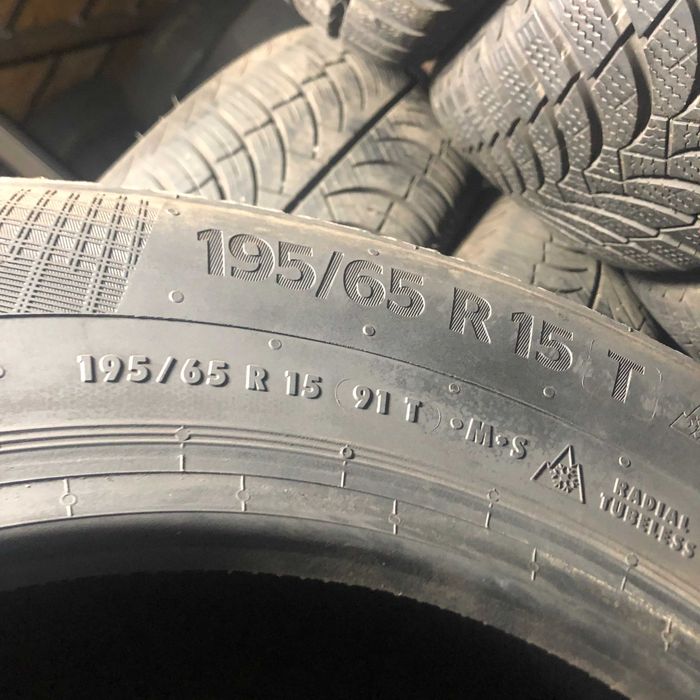 195/65 R 15 (T)
195/65 R 15 (91 T) •M•S
RADIAL
TUBELESS